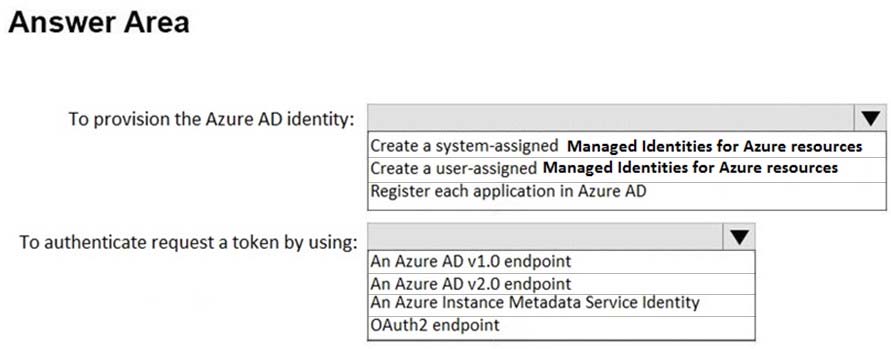 Answer Area
To provision the Azure AD identity:
Create a system-assigned Managed Identities for Azure resources
Create a user-assigned Managed Identities for Azure resources
Register each application in Azure AD
To authenticate request a token by using:
An Azure AD v1.0 endpoint
An Azure AD v2.0 endpoint
An Azure Instance Metadata Service Identity
OAuth2 endpoint